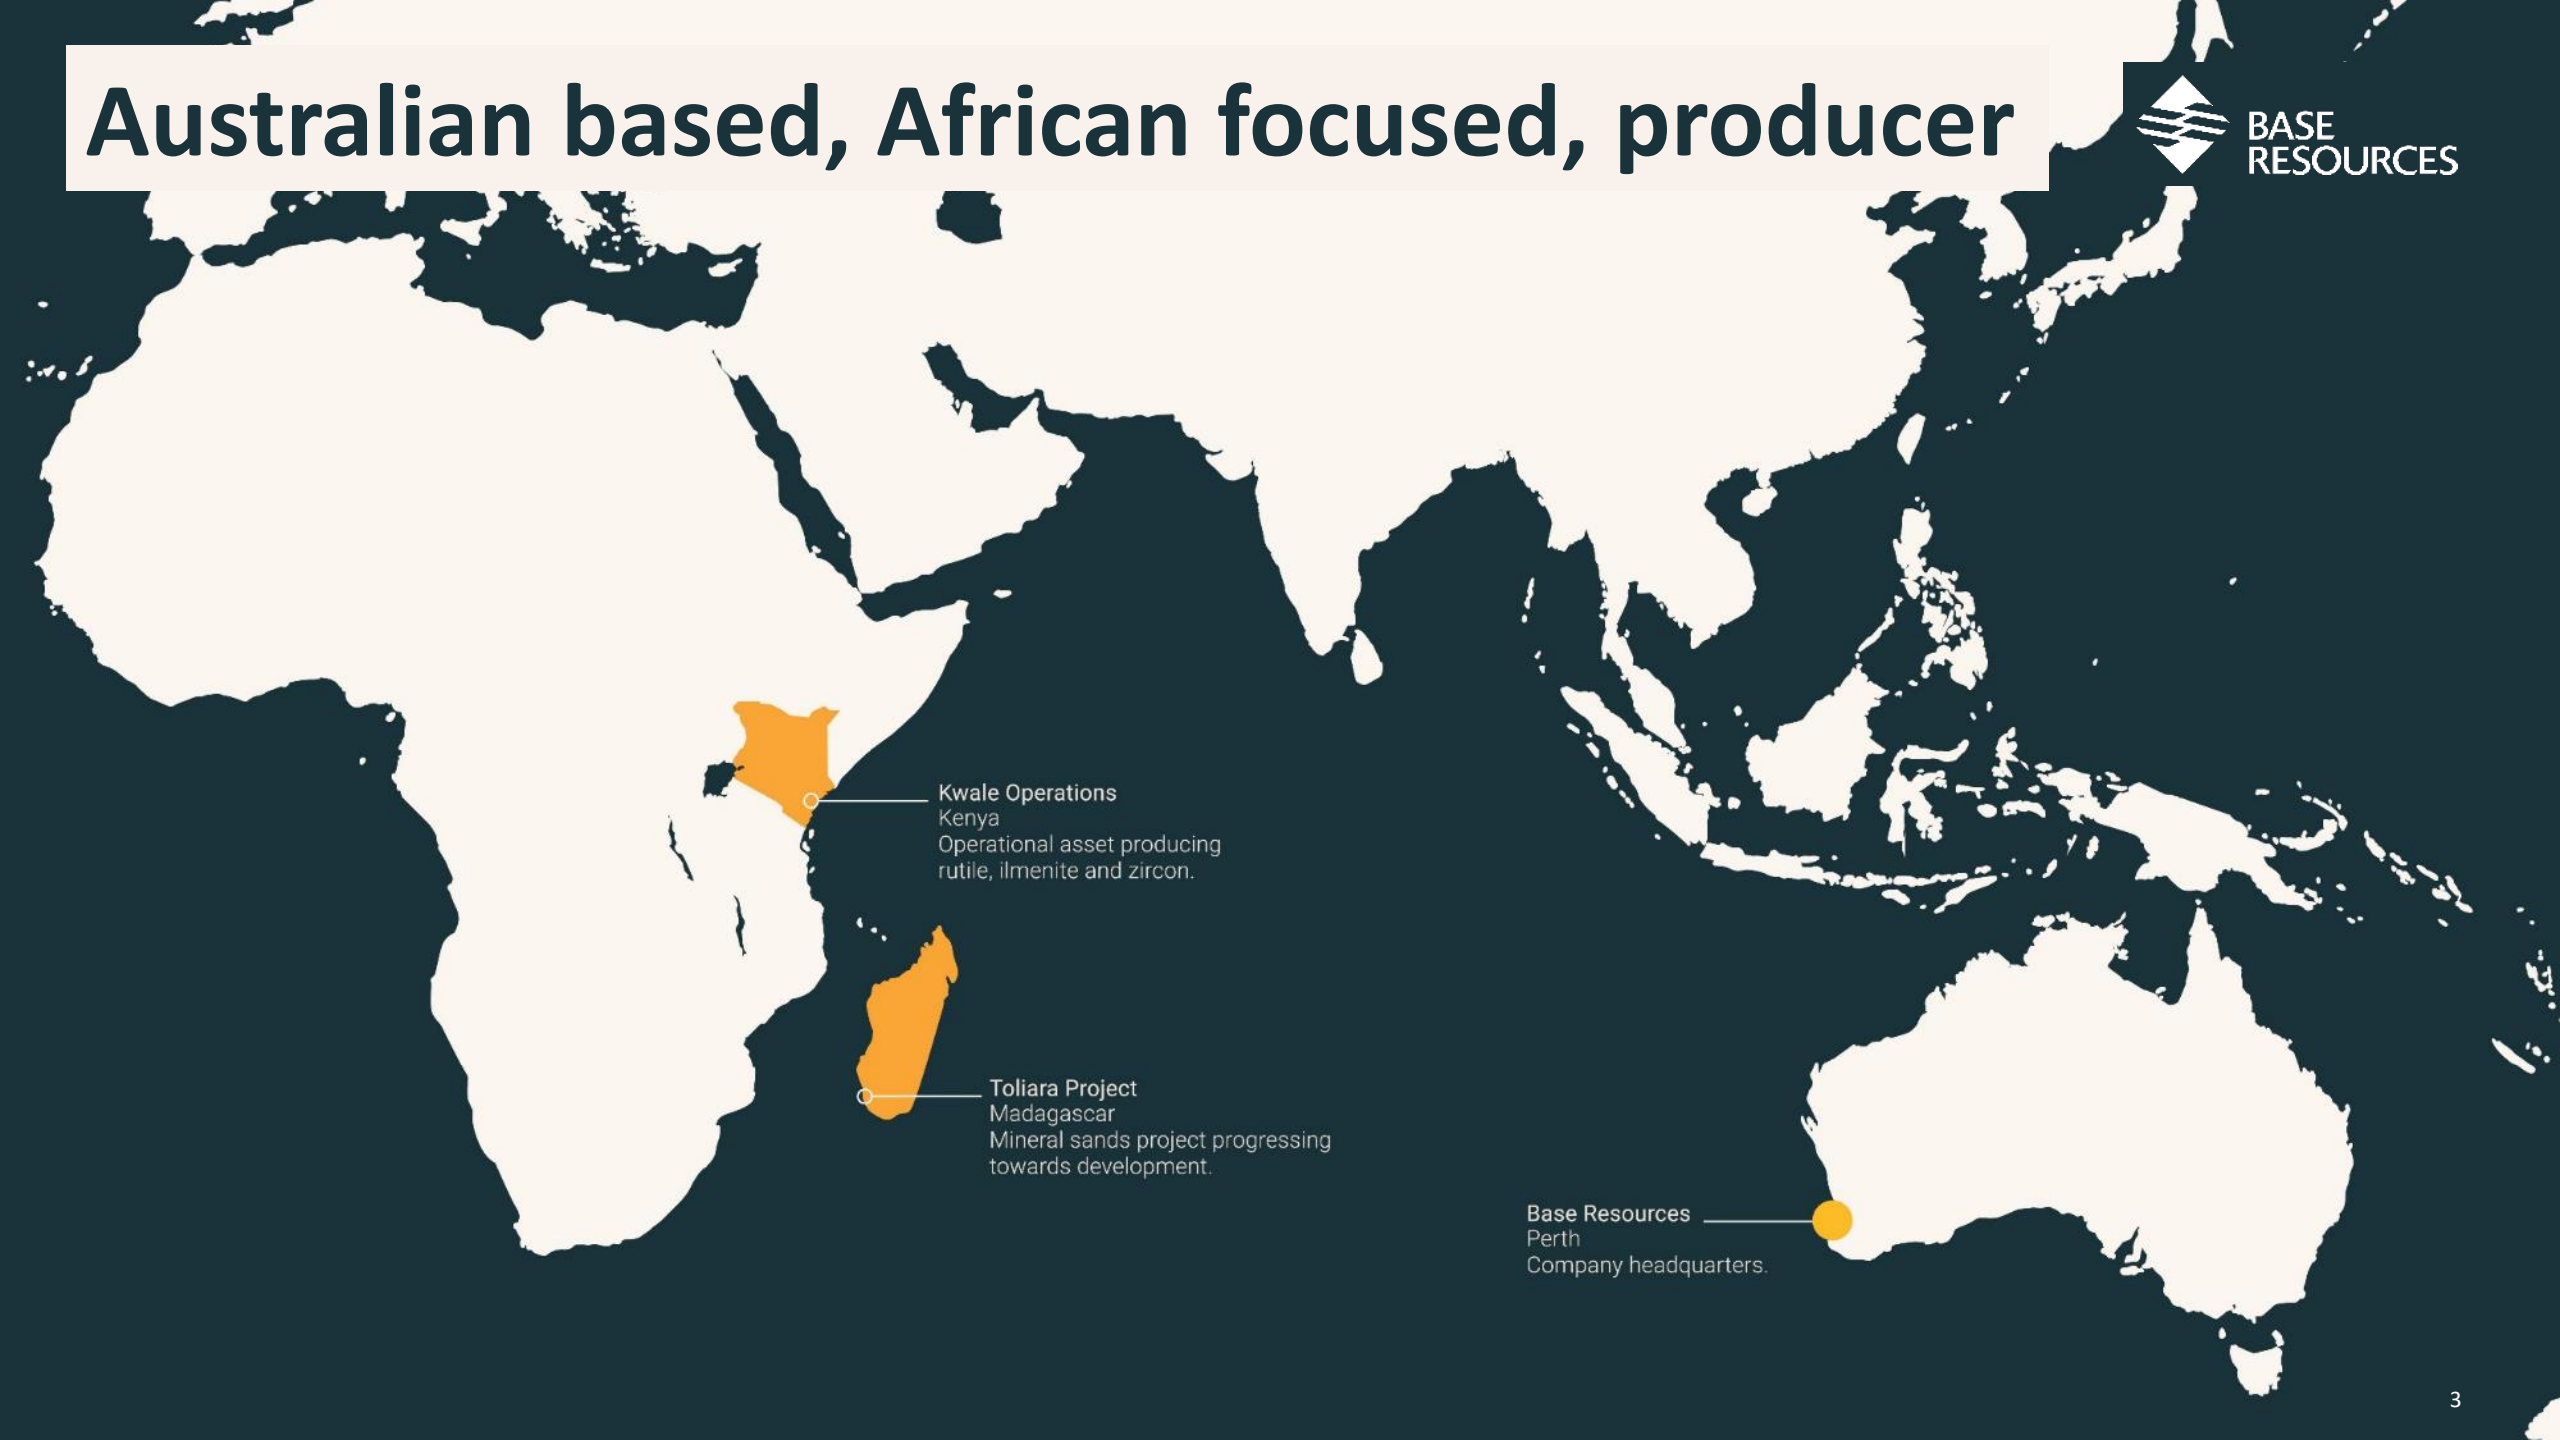 Australian based, African focused, producer
BASE
RESOURCES
Kwale Operations
Kenya
Operational asset producing
rutile, ilmenite and zircon.
Toliara Project
Madagascar
Mineral sands project progressing
towards development.
Base Resources
Perth
Company headquarters.
3